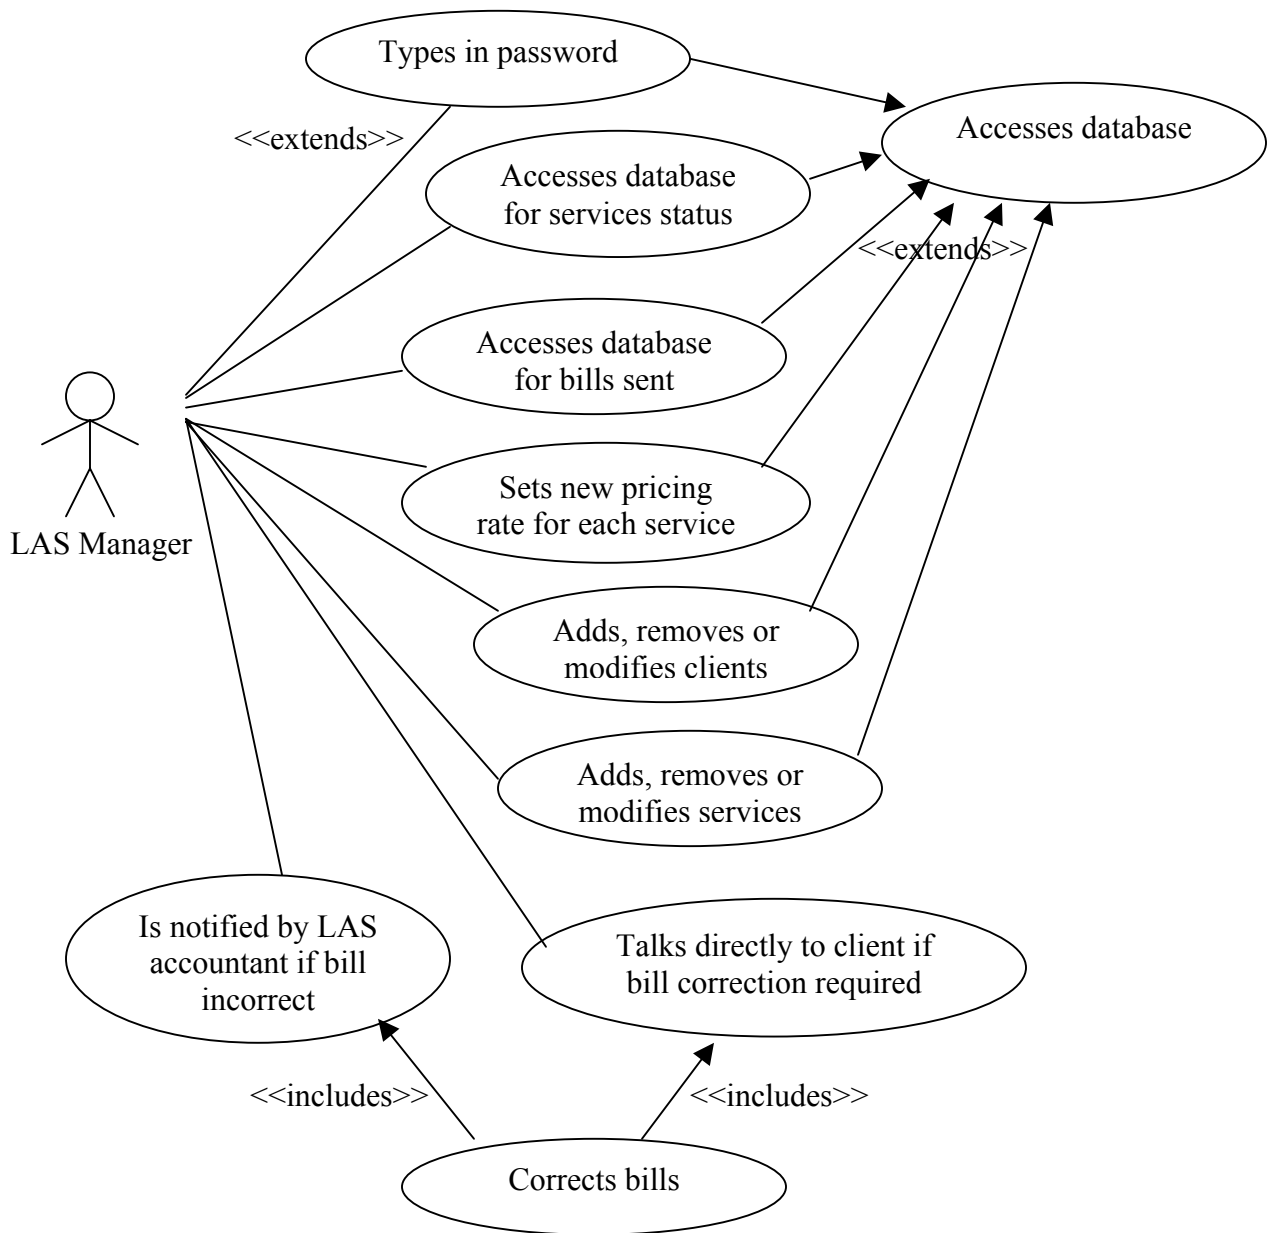 Types in password
Accesses database
<<extends>>
Accesses database
for services status
<<extends>>
Accesses database
for bills sent
Sets new pricing
rate for each service
LAS Manager
Adds, removes or
modifies clients
Adds, removes or
modifies services
Is notified by LAS
accountant if bill
incorrect
Talks directly to client if
bill correction required
<<includes>>
<<includes>>
Corrects bills